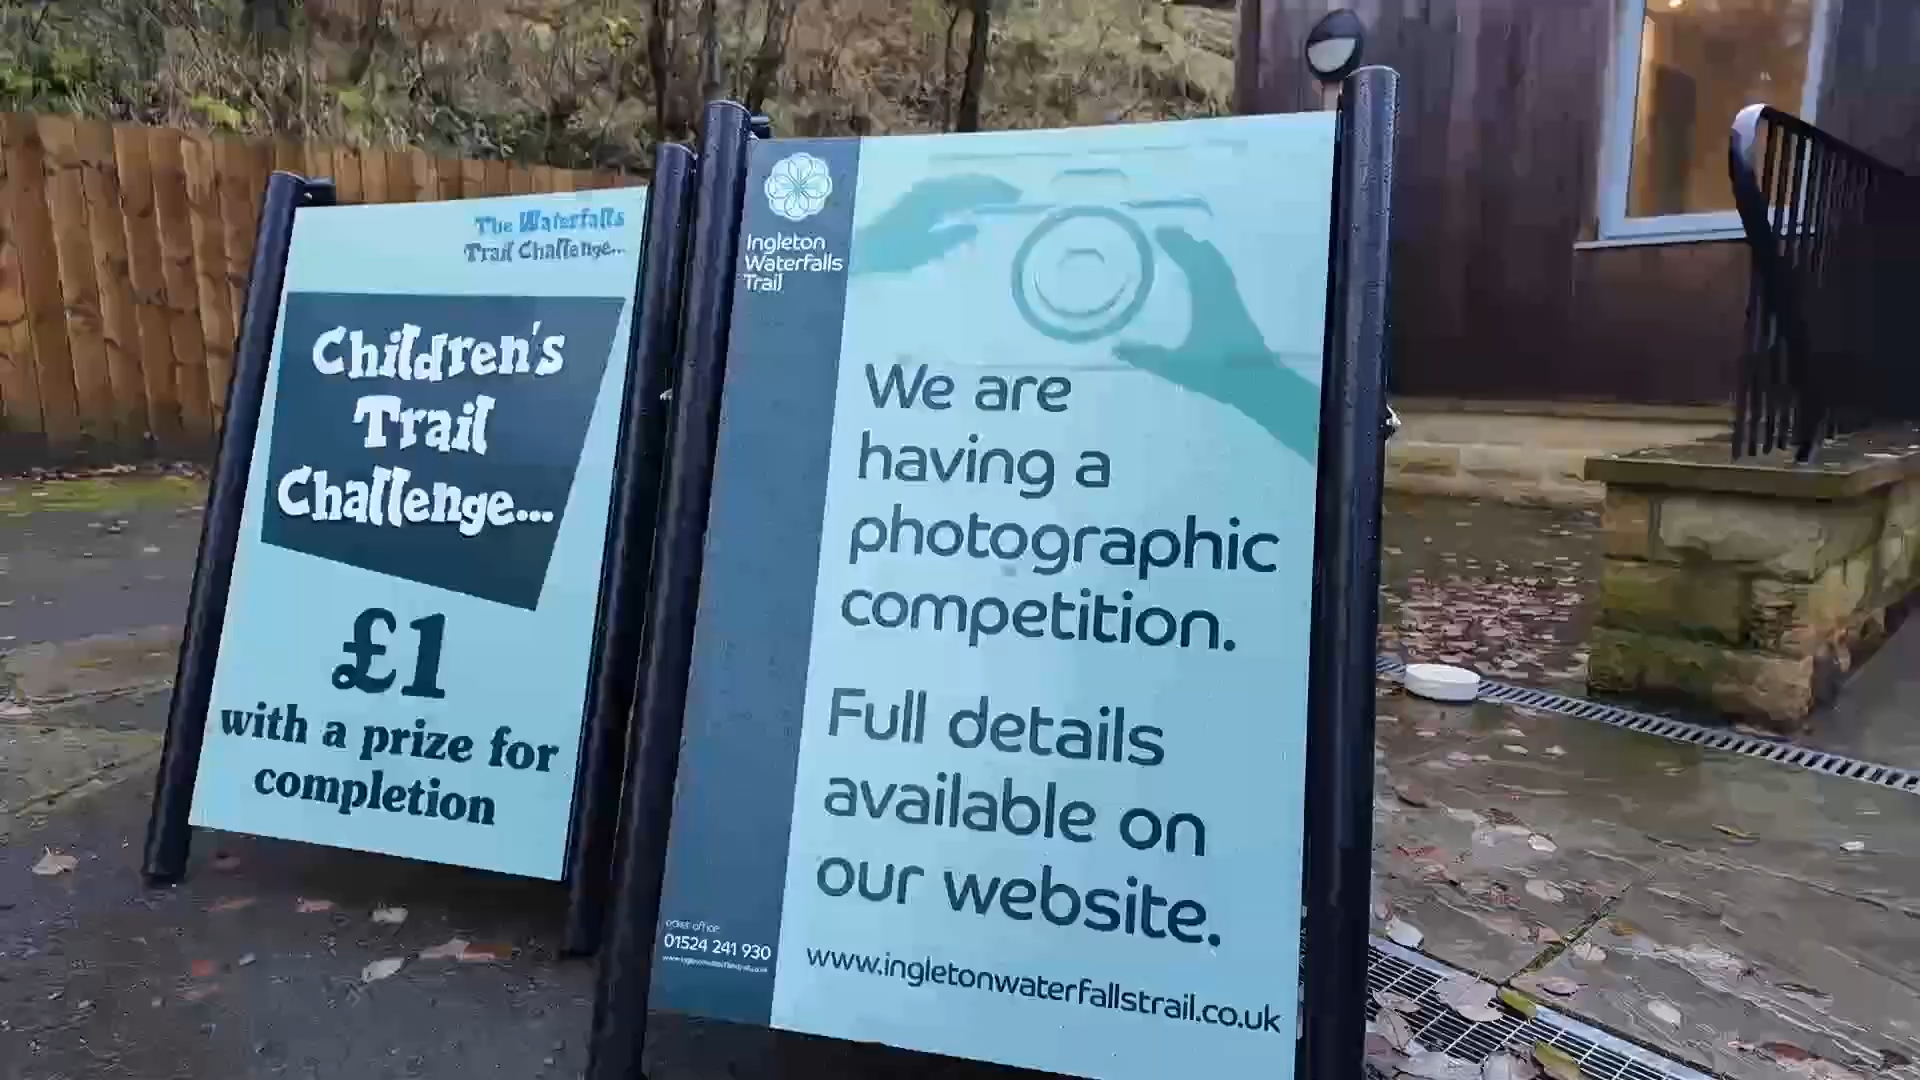 The Waterfalls
Trail Challenge...
Children's
Trail
Challenge...
£1
with a prize for
completion
Ingleton
Waterfalls
Trail
We are
having a
photographic
competition.
Full details
available on
our website.
www.ingletonwaterfallstrail.co.uk
office
01524 241 930